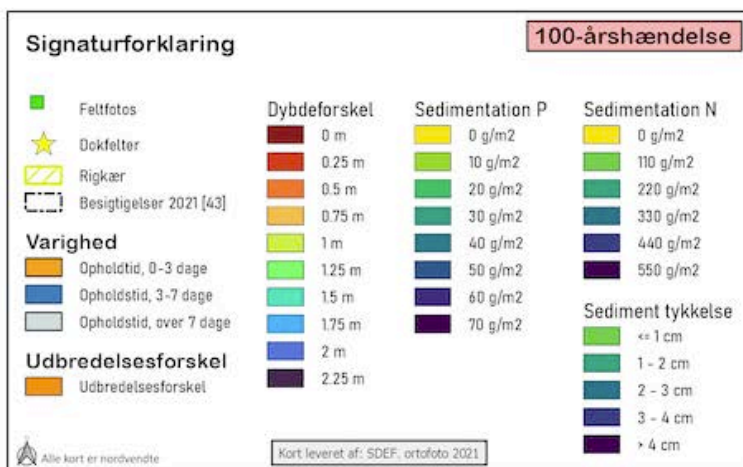 Signaturforklaring
100-årshændelse
Feltfotos
Dokfelter
Rigkær
Besigtigelser 2021 [43]
Varighed
Opholdtid, 0-3 dage
Opholdstid, 3-7 dage
Opholdstid, over 7 dage
Udbredelsesforskel
Udbredelsesforskel
Dybdeforskel
0 m
0.25 m
0.5 m
0.75 m
1 m
1.25 m
1.5 m
1.75 m
2 m
2.25 m
Sedimentation P
0 g/m2
10 g/m2
20 g/m2
30 g/m2
40 g/m2
50 g/m2
60 g/m2
70 g/m2
Sedimentation N
0 g/m2
110 g/m2
220 g/m2
330 g/m2
440 g/m2
550 g/m2
Sediment tykkelse
<= 1 cm
1 - 2 cm
2 - 3 cm
3 - 4 cm
> 4 cm
Alle kort er nordvendte
Kort leveret af: SDEF, ortofoto 2021